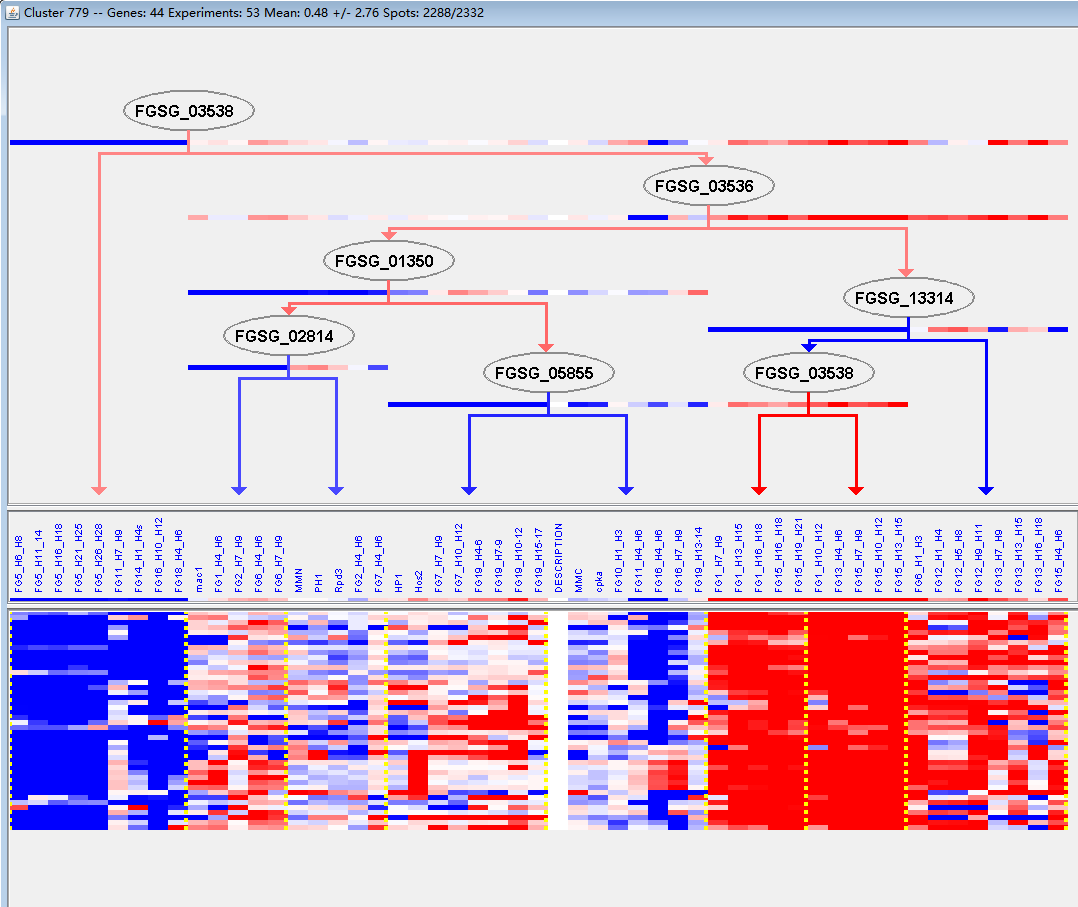 Cluster 779 -- Genes: 44 Experiments: 53 Mean: 0.48 +/- 2.76 Spots: 2288/2332
FGSG_03538
FGSG_03536
FGSG_01350
FGSG_13314
FGSG_02814
FGSG_05855
FGSG_03538
FG5_H6_H8
FG5_H11_14
FG5_H16_H18
FG5_H21_H25
FG5_H26_H28
FG11_H7_H9
FG14_H1_H4s
FG16_H10_H12
FG18_H4_H6
mac1
FG1_H4_H6
FG2_H7_H9
FG6_H4_H6
FG6_H7_H9
MMN
PH1
Rpd3
FG2_H4_H6
FG7_H4_H6
HP1
Hos2
FG7_H7_H9
FG7_H10_H12
FG19_H4-6
FG19_H7-9
FG19_H10-12
FG19_H15-17
DESCRIPTION
MMC
cpka
FG10_H1_H3
FG11_H4_H6
FG16_H4_H6
FG16_H7_H9
FG19_H13-14
FG1_H7_H9
FG1_H13_H15
FG1_H16_H18
FG15_H16_H18
FG15_H19_H21
FG1_H10_H12
FG13_H4_H6
FG15_H7_H9
FG15_H10_H12
FG15_H13_H15
FG6_H1_H3
FG12_H1_H4
FG12_H5_H8
FG12_H9_H11
FG13_H7_H9
FG13_H13_H15
FG13_H16_H18
FG15_H4_H6